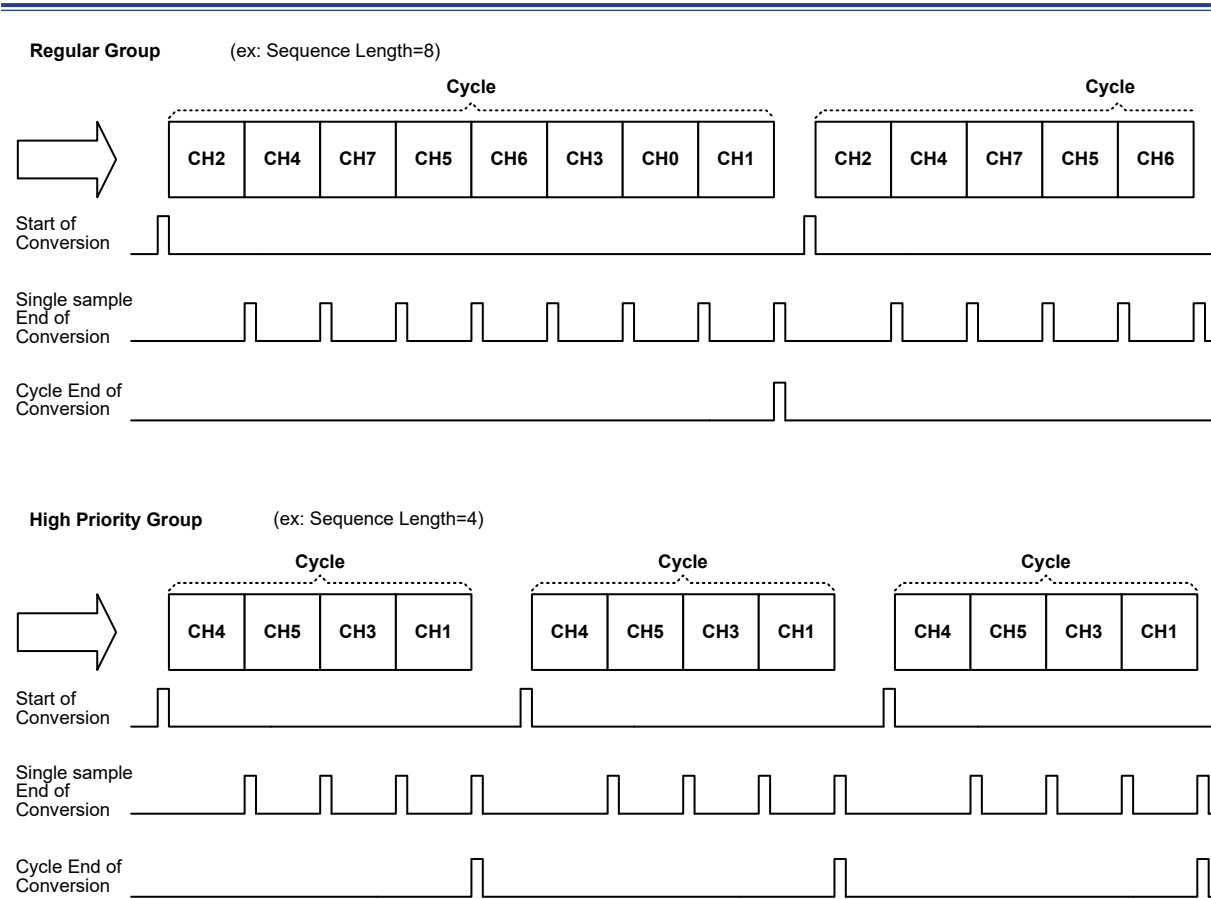 Regular Group (ex: Sequence Length=8)
Cycle Cycle
CH2 CH4 CH7 CH5 CH6 CH3 CH0 CH1 CH2 CH4 CH7 CH5 CH6
Start of
Conversion
Single sample
End of
Conversion
Cycle End of
Conversion
High Priority Group (ex: Sequence Length=4)
Cycle Cycle Cycle
CH4 CH5 CH3 CH1 CH4 CH5 CH3 CH1 CH4 CH5 CH3 CH1
Start of
Conversion
Single sample
End of
Conversion
Cycle End of
Conversion